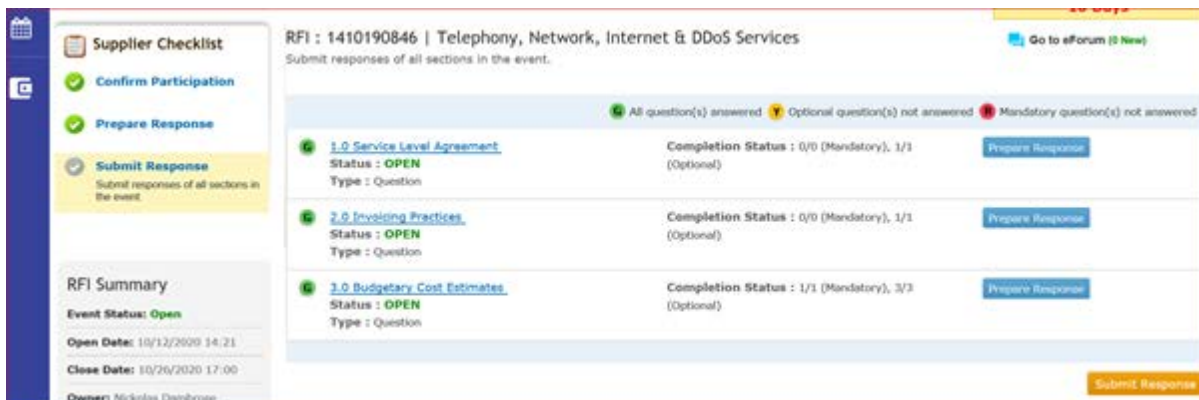 Supplier Checklist
Confirm Participation
Prepare Response
Submit Response
Submit responses of all sections in
the event
RFI Summary
Event Status: Open
Open Date: 10/12/2020 14:21
Close Date: 10/26/2020 17:00
Owner: Nickolas
RFI : 1410190846 | Telephony, Network, Internet & DDoS Services
Submit responses of all sections in the event.
Days
Go to eForum (0 New)
G All question(s) answered Y Optional question(s) not answered R Mandatory question(s) not answered
G 1.0 Service Level Agreement
Status : OPEN
Type : Question
Completion Status : 0/0 (Mandatory), 1/1
(Optional)
Prepare Response
G 2.0 Invoicing Practices
Status : OPEN
Type : Question
Completion Status : 0/0 (Mandatory), 1/1
(Optional)
Prepare Response
G 3.0 Budgetary Cost Estimates
Status : OPEN
Type : Question
Completion Status : 1/1 (Mandatory), 3/3
(Optional)
Prepare Response
Submit Response